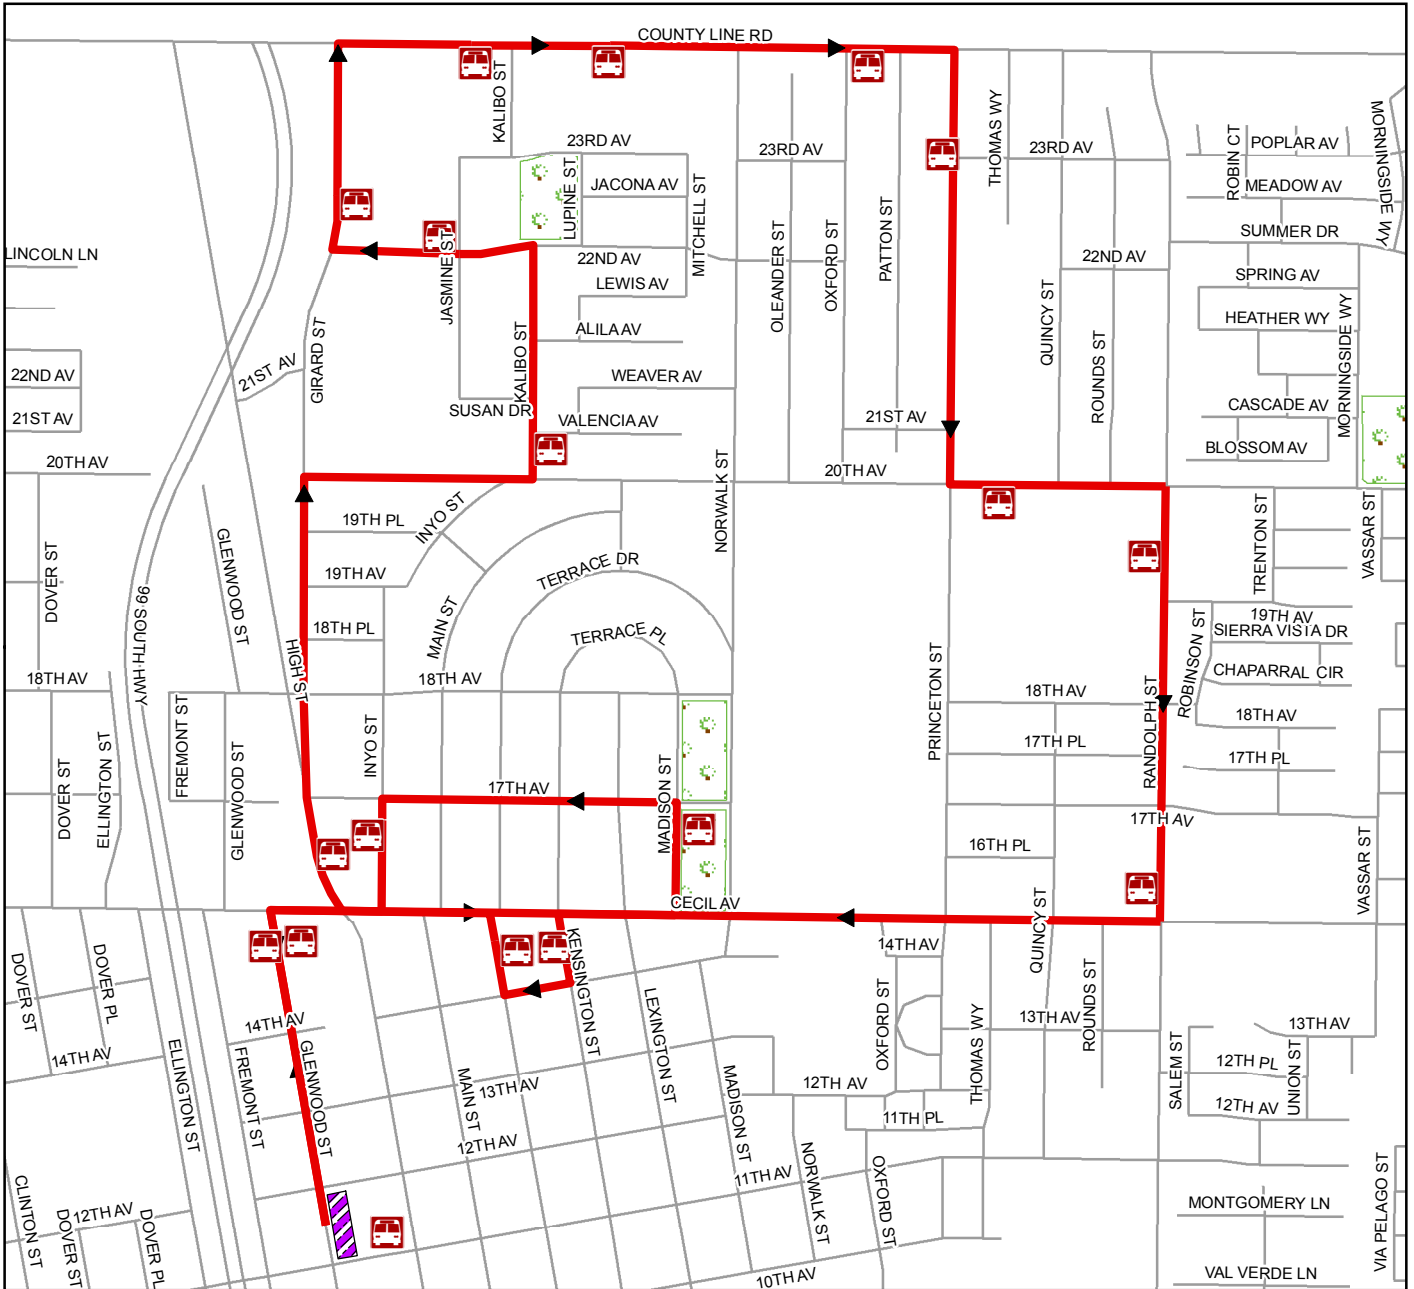 COUNTY LINE RD
KALIBO ST
THOMAS WY
MORNINGSIDE WY
23RD AV
23RD AV
23RD AV
ROBIN CT
POPLAR AV
LUPINE ST
JACONA AV
MEADOW AV
MITCHELL ST
PATTON ST
OXFORD ST
OLEANDER ST
SUMMER DR
LINCOLN LN
JASMINE ST
22ND AV
22ND AV
SPRING AV
LEWIS AV
QUINCY ST
GIRARD ST
KALIBO ST
ALILA AV
HEATHER WY
MORNINGSIDE WY
ROUNDS ST
21ST AV
22ND AV
WEAVER AV
21ST AV
SUSAN DR
VALENCIA AV
21ST AV
CASCADE AV
BLOSSOM AV
20TH AV
20TH AV
NORWALK ST
INYO ST
19TH PL
TRENTON ST
VASSAR ST
DOVER ST
GLENWOOD ST
19TH AV
TERRACE DR
99 SOUTH HWY
MAIN ST
19TH AV
18TH PL
TERRACE PL
SIERRA VISTA DR
HIGH ST
ROBINSON ST
PRINCETON ST
CHAPARRAL CIR
18TH AV
18TH AV
18TH AV
RANDOLPH ST
18TH AV
FREMONT ST
INYO ST
17TH PL
17TH PL
ELLINGTON ST
DOVER ST
GLENWOOD ST
17TH AV
MADISON ST
17TH AV
16TH PL
VASSAR ST
CECIL AV
QUINCY ST
KENSINGTON ST
14TH AV
DOVER ST
DOVER PL
OXFORD ST
LEXINGTON ST
ROUNDS ST
14TH AV
13TH AV
13TH AV
14TH AV
ELLINGTON ST
FREMONT ST
GLENWOOD ST
THOMAS WY
SALEM ST
12TH PL
UNION ST
MAIN ST
13TH AV
MADISON ST
12TH AV
12TH AV
11TH PL
12TH AV
11TH AV
NORWALK ST
OXFORD ST
CLINTON ST
12TH AV
DOVER ST
DOVER PL
MONTGOMERY LN
VIA PELAGO ST
10TH AV
VAL VERDE LN